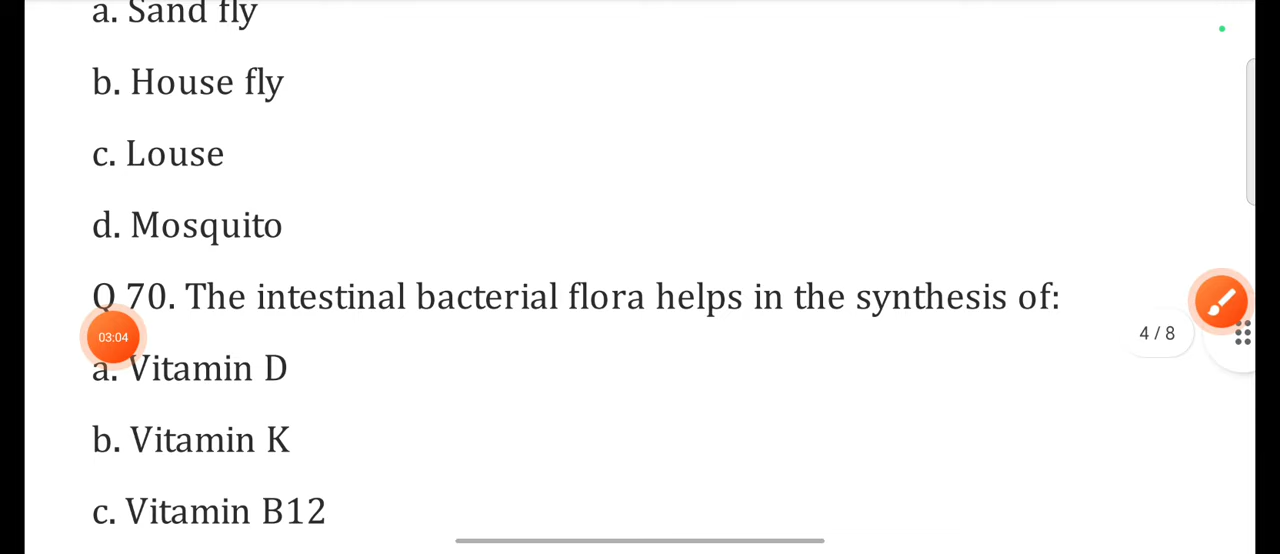 a. Sand fly
b. House fly
c. Louse
d. Mosquito
Q 70. The intestinal bacterial flora helps in the synthesis of:
03:04
4 / 8
a. Vitamin D
b. Vitamin K
c. Vitamin B12